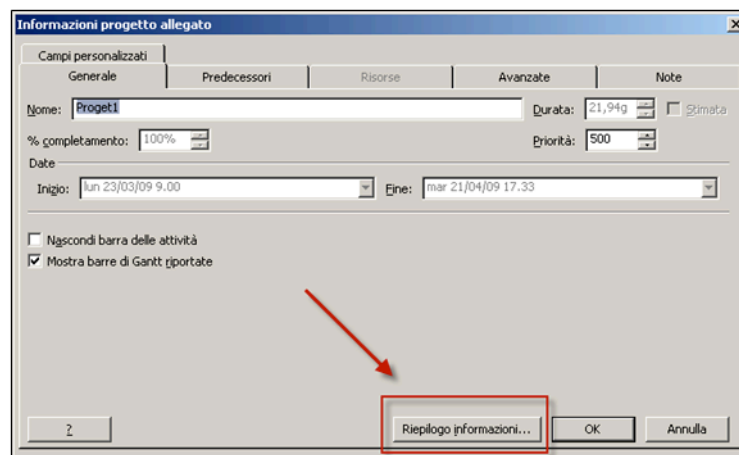 Informazioni progetto allegato
Campi personalizzati
Generale Predecessori Risorse Avanzate Note
Nome: Proget1 Durata: 21,94g Stimata
% completamento: 100% Priorità: 500
Date
Inizio: lun 23/03/09 9.00 Fine: mar 21/04/09 17.33
Nascondi barra delle attività
Mostra barre di Gantt riportate
? Riepilogo informazioni... OK Annulla